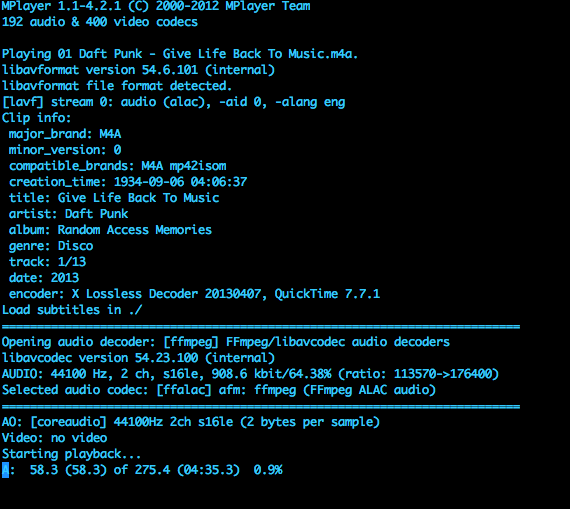 MPlayer 1.1-4.2.1 (C) 2000-2012 MPlayer Team
192 audio & 400 video codecs

Playing 01 Daft Punk - Give Life Back To Music.m4a.
libavformat version 54.6.101 (internal)
libavformat file format detected.
[lavf] stream 0: audio (alac), -aid 0, -alang eng
Clip info:
 major_brand: M4A
 minor_version: 0
 compatible_brands: M4A mp42isom
 creation_time: 1934-09-06 04:06:37
 title: Give Life Back To Music
 artist: Daft Punk
 album: Random Access Memories
 genre: Disco
 track: 1/13
 date: 2013
 encoder: X Lossless Decoder 20130407, QuickTime 7.7.1
Load subtitles in ./
==========================================================================
Opening audio decoder: [ffmpeg] FFmpeg/libavcodec audio decoders
libavcodec version 54.23.100 (internal)
AUDIO: 44100 Hz, 2 ch, s16le, 908.6 kbit/64.38% (ratio: 113570->176400)
Selected audio codec: [ffalac] afm: ffmpeg (FFmpeg ALAC audio)
==========================================================================
AO: [coreaudio] 44100Hz 2ch s16le (2 bytes per sample)
Video: no video
Starting playback...
A:  58.3 (58.3) of 275.4 (04:35.3)  0.9%